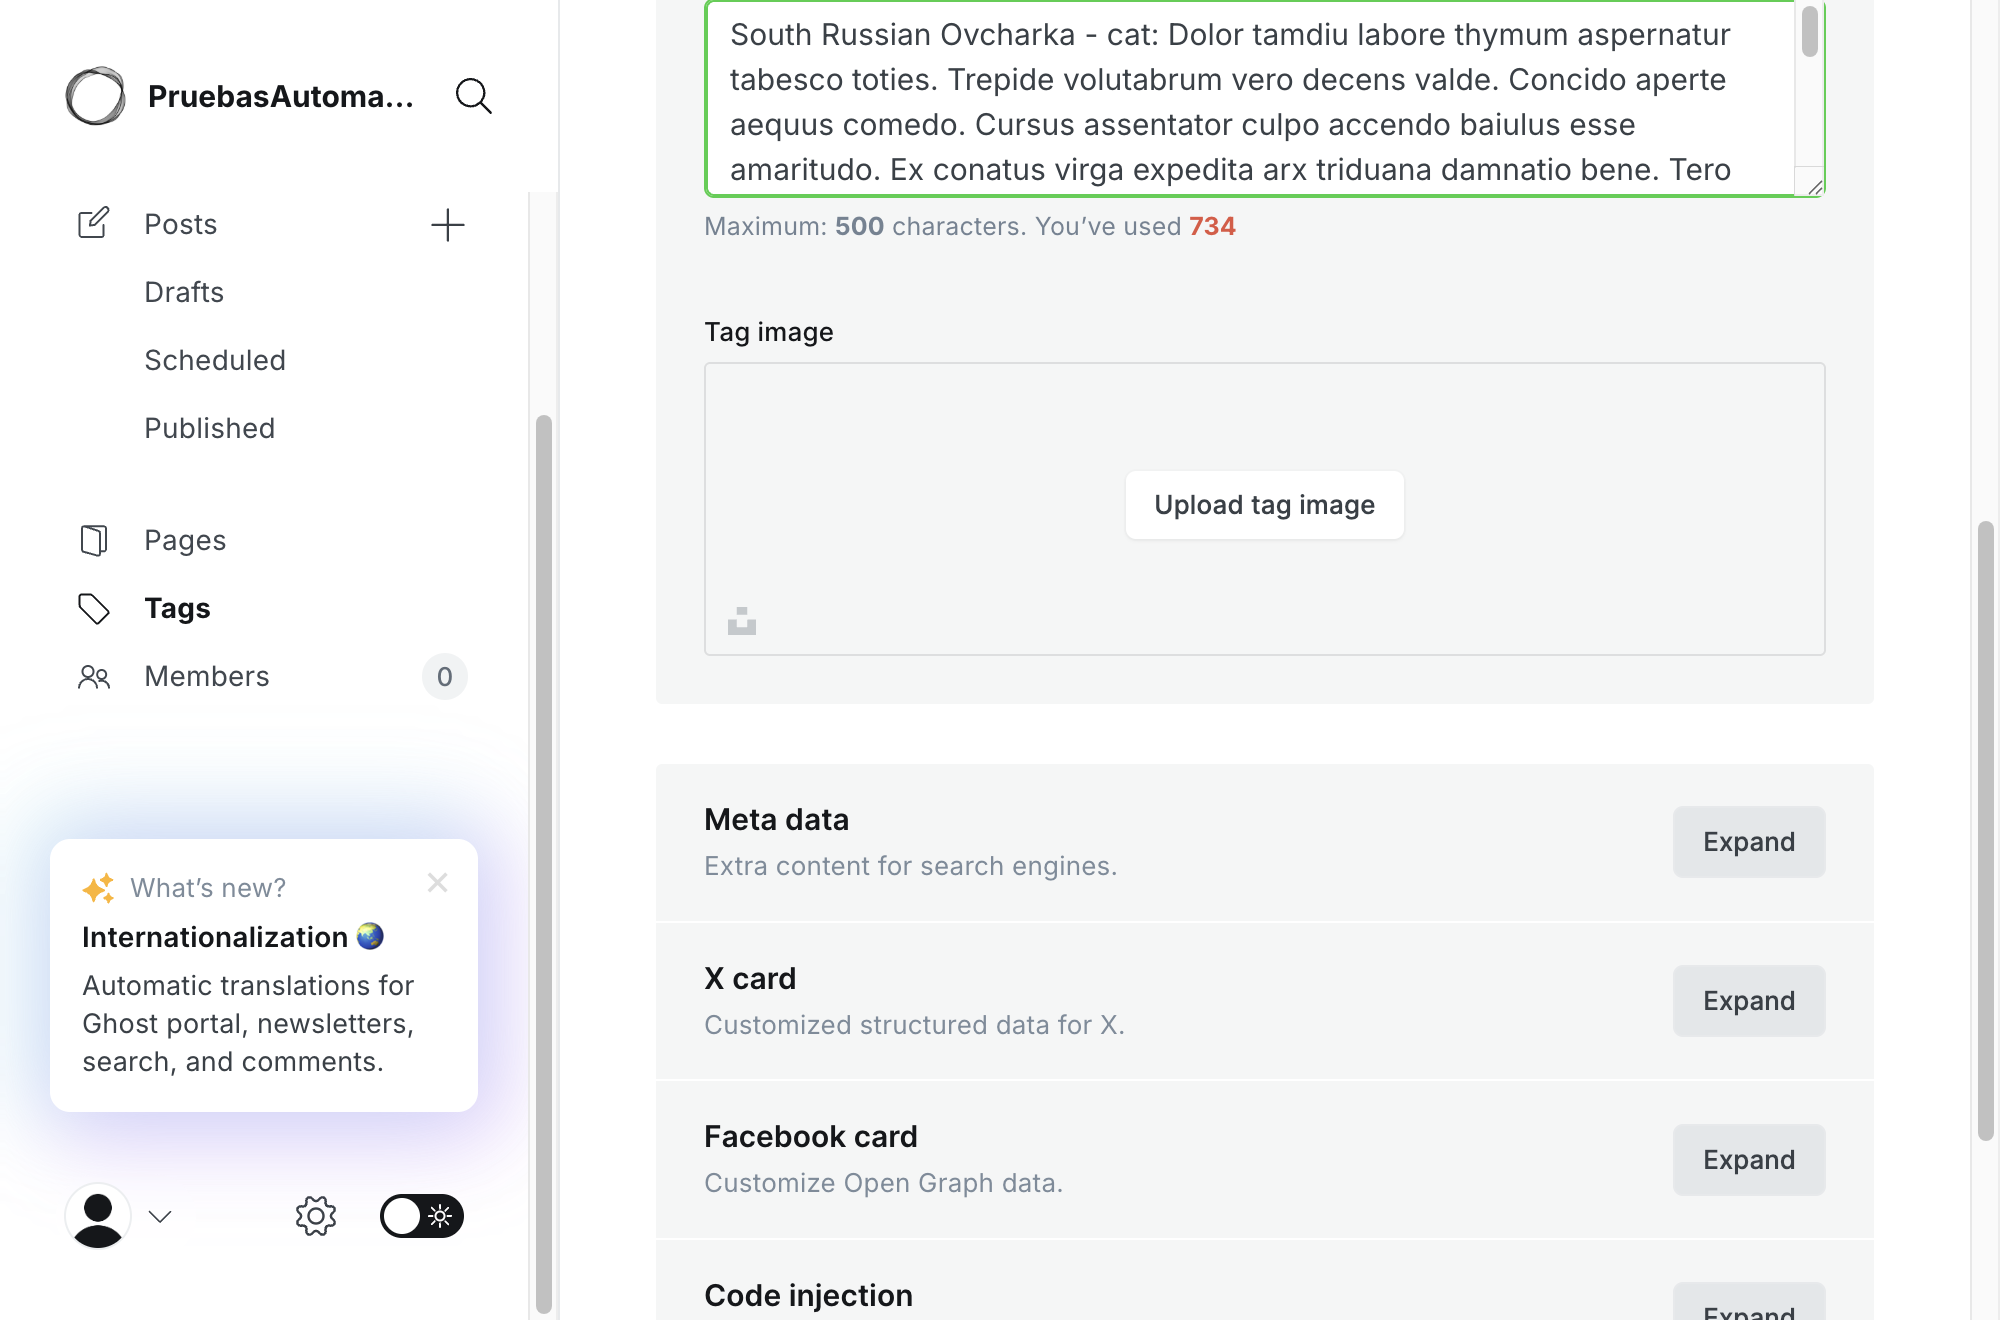 PruebasAutoma...
Posts
Drafts
Scheduled
Published
Pages
Tags
Members
0
What's new?
Internationalization
Automatic translations for
Ghost portal, newsletters,
search, and comments.
South Russian Ovcharka - cat: Dolor tamdiu labore thymum aspernatur
tabesco toties. Trepide volutabrum vero decens valde. Concido aperte
aequus comedo. Cursus assentator culpo accendo baiulus esse
amaritudo. Ex conatus virga expedita arx triduana damnatio bene. Tero
Maximum: 500 characters. You've used 734
Tag image
Upload tag image
Meta data
Extra content for search engines.
Expand
X card
Customized structured data for X.
Expand
Facebook card
Customize Open Graph data.
Expand
Code injection
Expand